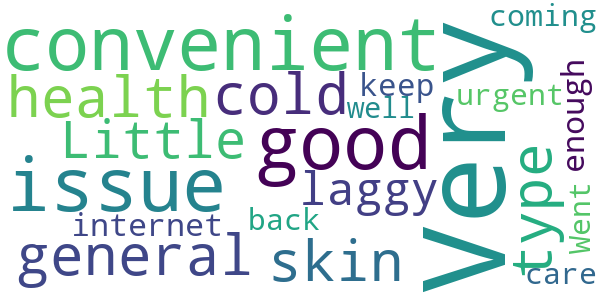 convenient
very
coming
health
cold
keep
well
urgent
enough
Little
good
type
issue
laggy
Went
internet
back
general
skin
care